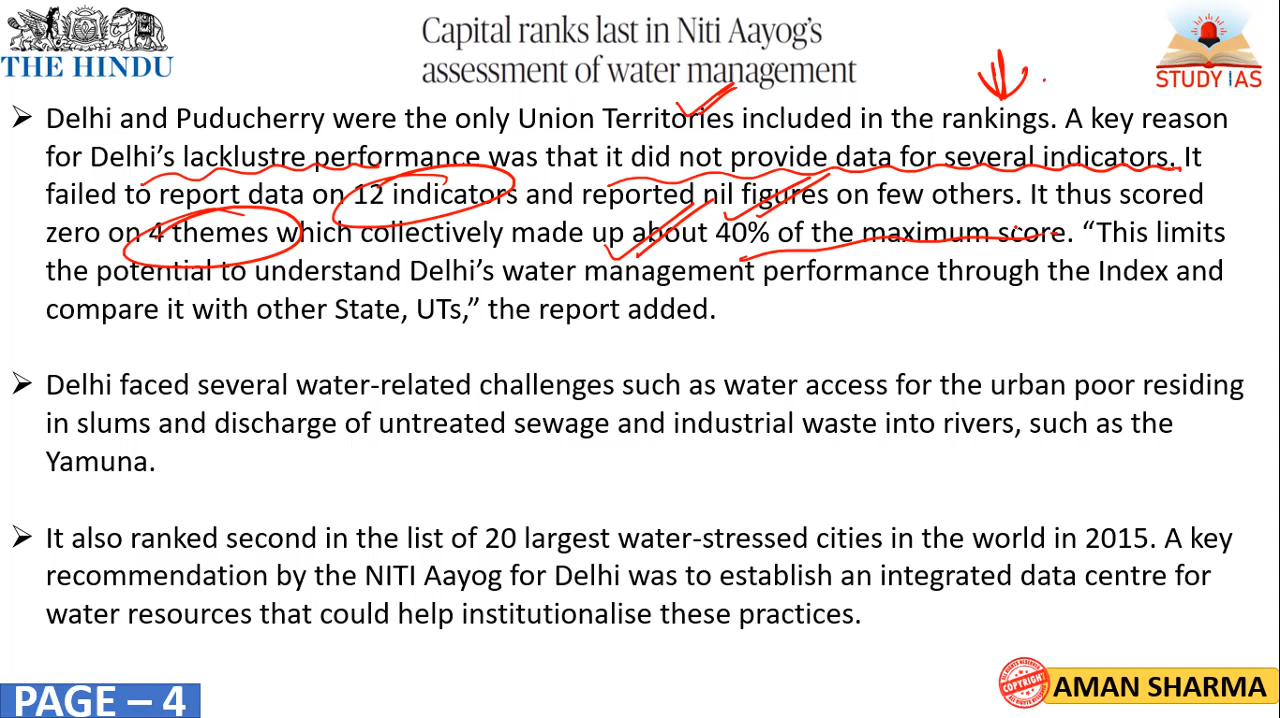 Capital ranks last in Niti Aayog's
assessment of water management
THE HINDU
STUDY IAS
➢ Delhi and Puducherry were the only Union Territories included in the rankings. A key reason
for Delhi's lacklustre performance was that it did not provide data for several indicators. It
failed to report data on 12 indicators and reported nil figures on few others. It thus scored
zero on 4 themes which collectively made up about 40% of the maximum score. “This limits
the potential to understand Delhi's water management performance through the Index and
compare it with other State, UTs,” the report added.
➢ Delhi faced several water-related challenges such as water access for the urban poor residing
in slums and discharge of untreated sewage and industrial waste into rivers, such as the
Yamuna.
➢ It also ranked second in the list of 20 largest water-stressed cities in the world in 2015. A key
recommendation by the NITI Aayog for Delhi was to establish an integrated data centre for
water resources that could help institutionalise these practices.
PAGE – 4
COPYRIGHT
AMAN SHARMA